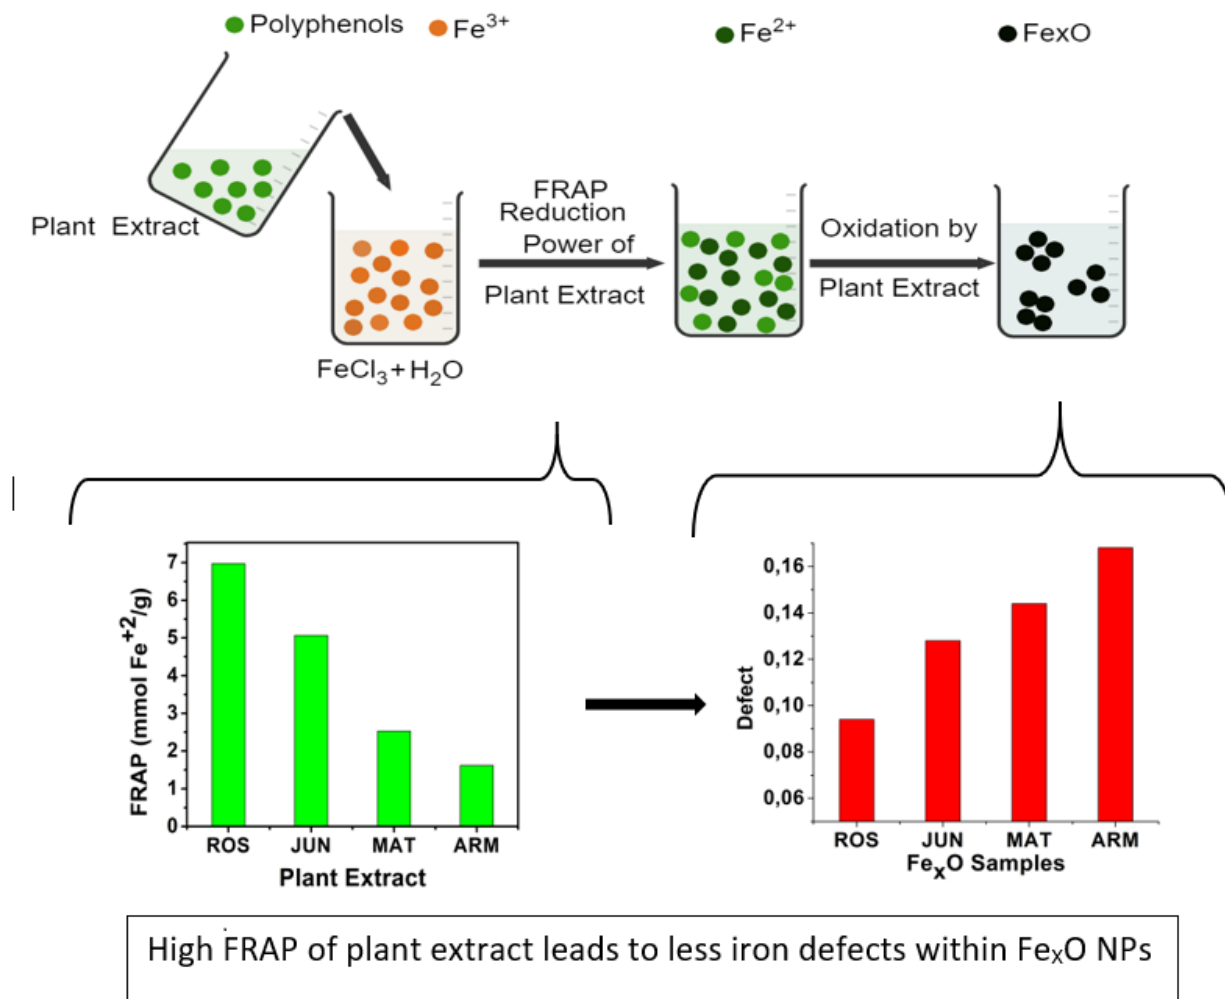 Polyphenols
Fe³⁺
Fe²⁺
FexO
Plant Extract
FeCl₃+H₂O
FRAP
Reduction
Power of
Plant Extract
Oxidation by
Plant Extract
FRAP (mmol Fe⁺²/g)
7
6
5
4
3
2
1
0
ROS JUN MAT ARM
Plant Extract
Defect
0,16
0,14
0,12
0,10
0,08
0,06
ROS JUN MAT ARM
FeₓO Samples
High FRAP of plant extract leads to less iron defects within FeₓO NPs